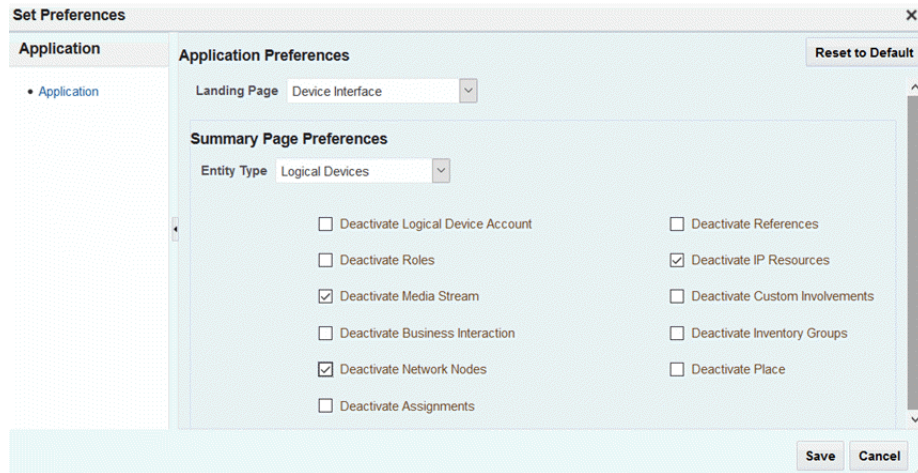 Set Preferences
Application
• Application
Application Preferences
Reset to Default
Landing Page Device Interface
Summary Page Preferences
Entity Type Logical Devices
Deactivate Logical Device Account
Deactivate References
Deactivate Roles
Deactivate IP Resources
Deactivate Media Stream
Deactivate Custom Involvements
Deactivate Business Interaction
Deactivate Inventory Groups
Deactivate Network Nodes
Deactivate Place
Deactivate Assignments
Save
Cancel